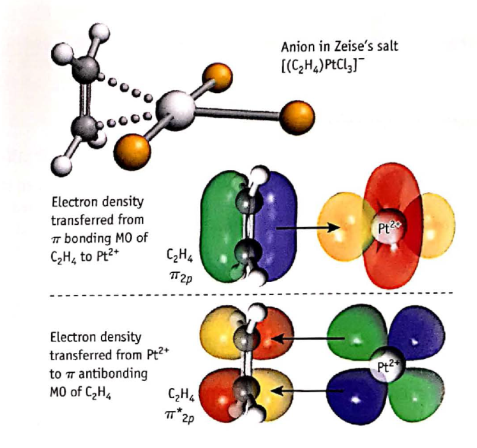 Anion in Zeise's salt
[(C₂H₄)PtCl₃]⁻
Electron density
transferred from
π bonding MO of
C₂H₄ to Pt²⁺
C₂H₄
π₂ₚ
Pt²⁺
Electron density
transferred from Pt²⁺
to π antibonding
MO of C₂H₄
C₂H₄
π*₂ₚ
Pt²⁺